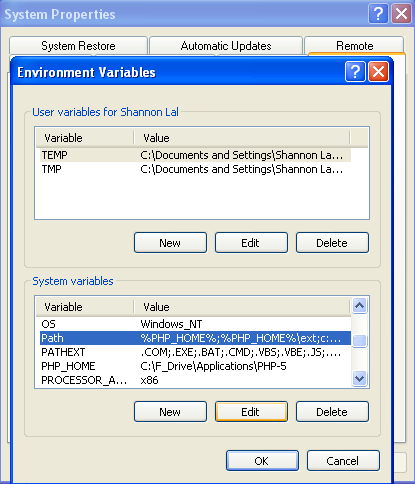 System Properties
System Restore Automatic Updates Remote
Environment Variables
User variables for Shannon Lal
Variable Value
TEMP C:\Documents and Settings\Shannon La...
TMP C:\Documents and Settings\Shannon La...
New Edit Delete
System variables
Variable Value
OS Windows_NT
Path %PHP_HOME%;%PHP_HOME%\ext;c:...
PATHEXT .COM;.EXE;.BAT;.CMD;.VBS;.VBE;.JS;....
PHP_HOME C:\F_Drive\Applications\PHP-5
PROCESSOR_A... x86
New Edit Delete
OK Cancel